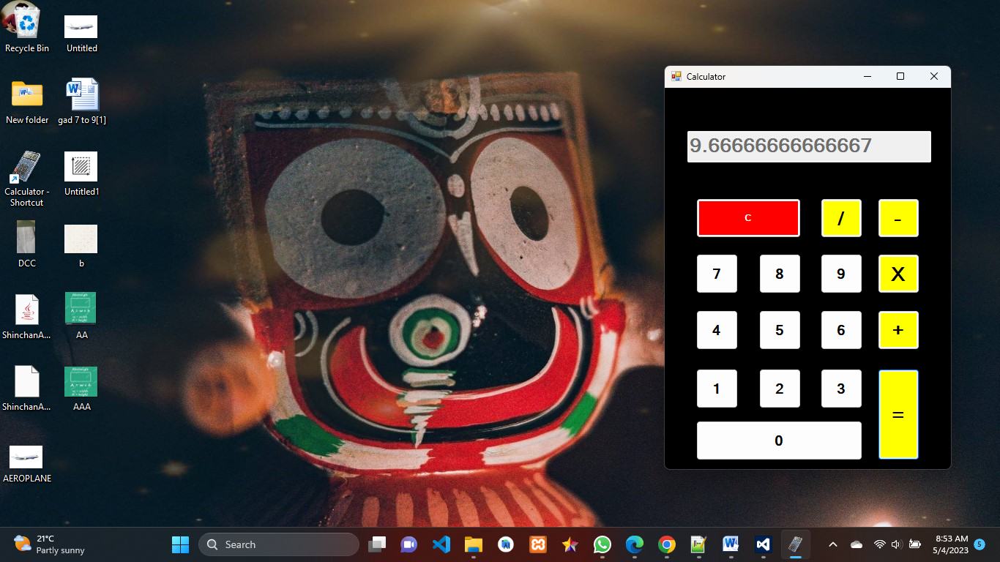 Recycle Bin
Untitled
New folder
gad 7 to 9[1]
Calculator -
Shortcut
Untitled1
DCC
b
ShinchanA...
AA
ShinchanA...
AAA
AEROPLANE
Calculator
9.66666666666667
C
/
-
7
8
9
X
4
5
6
+
1
2
3
=
0
21°C
Partly sunny
Search
8:53 AM
5/4/2023
5